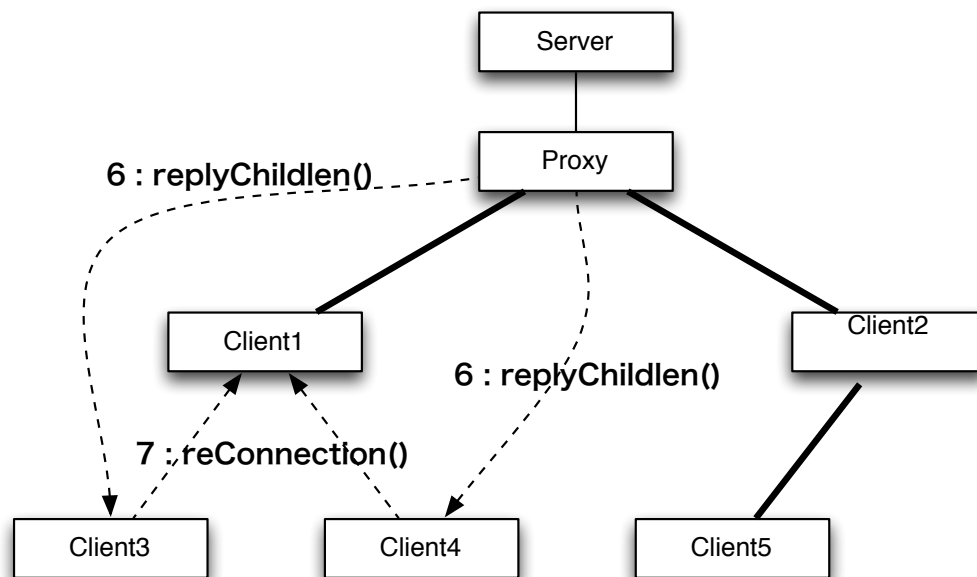 Server
Proxy
6 : replyChildlen()
Client1
Client2
6 : replyChildlen()
7 : reConnection()
Client3
Client4
Client5